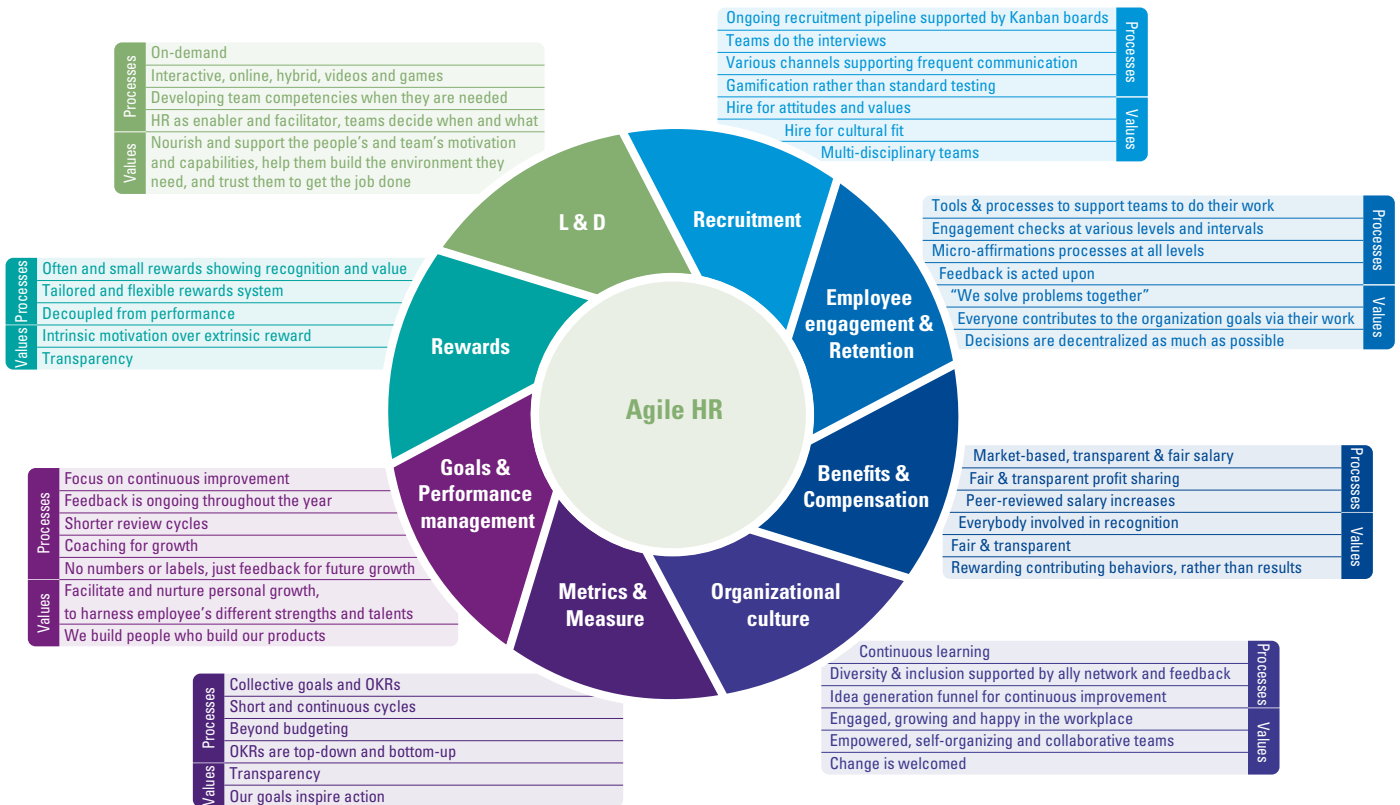 Agile HR
Recruitment
Processes
Ongoing recruitment pipeline supported by Kanban boards
Teams do the interviews
Various channels supporting frequent communication
Gamification rather than standard testing
Values
Hire for attitudes and values
Hire for cultural fit
Multi-disciplinary teams
Employee
engagement &
Retention
Processes
Tools & processes to support teams to do their work
Engagement checks at various levels and intervals
Micro-affirmations processes at all levels
Feedback is acted upon
Values
“We solve problems together”
Everyone contributes to the organization goals via their work
Decisions are decentralized as much as possible
Benefits &
Compensation
Processes
Market-based, transparent & fair salary
Fair & transparent profit sharing
Peer-reviewed salary increases
Values
Everybody involved in recognition
Fair & transparent
Rewarding contributing behaviors, rather than results
Organizational
culture
Processes
Continuous learning
Diversity & inclusion supported by ally network and feedback
Idea generation funnel for continuous improvement
Values
Engaged, growing and happy in the workplace
Empowered, self-organizing and collaborative teams
Change is welcomed
Metrics &
Measure
Processes
Collective goals and OKRs
Short and continuous cycles
Beyond budgeting
OKRs are top-down and bottom-up
Values
Transparency
Our goals inspire action
Goals &
Performance
management
Processes
Focus on continuous improvement
Feedback is ongoing throughout the year
Shorter review cycles
Coaching for growth
No numbers or labels, just feedback for future growth
Values
Facilitate and nurture personal growth,
to harness employee’s different strengths and talents
We build people who build our products
Rewards
Processes
Often and small rewards showing recognition and value
Tailored and flexible rewards system
Decoupled from performance
Values
Intrinsic motivation over extrinsic reward
Transparency
L & D
Processes
On-demand
Interactive, online, hybrid, videos and games
Developing team competencies when they are needed
HR as enabler and facilitator, teams decide when and what
Values
Nourish and support the people’s and team’s motivation
and capabilities, help them build the environment they
need, and trust them to get the job done